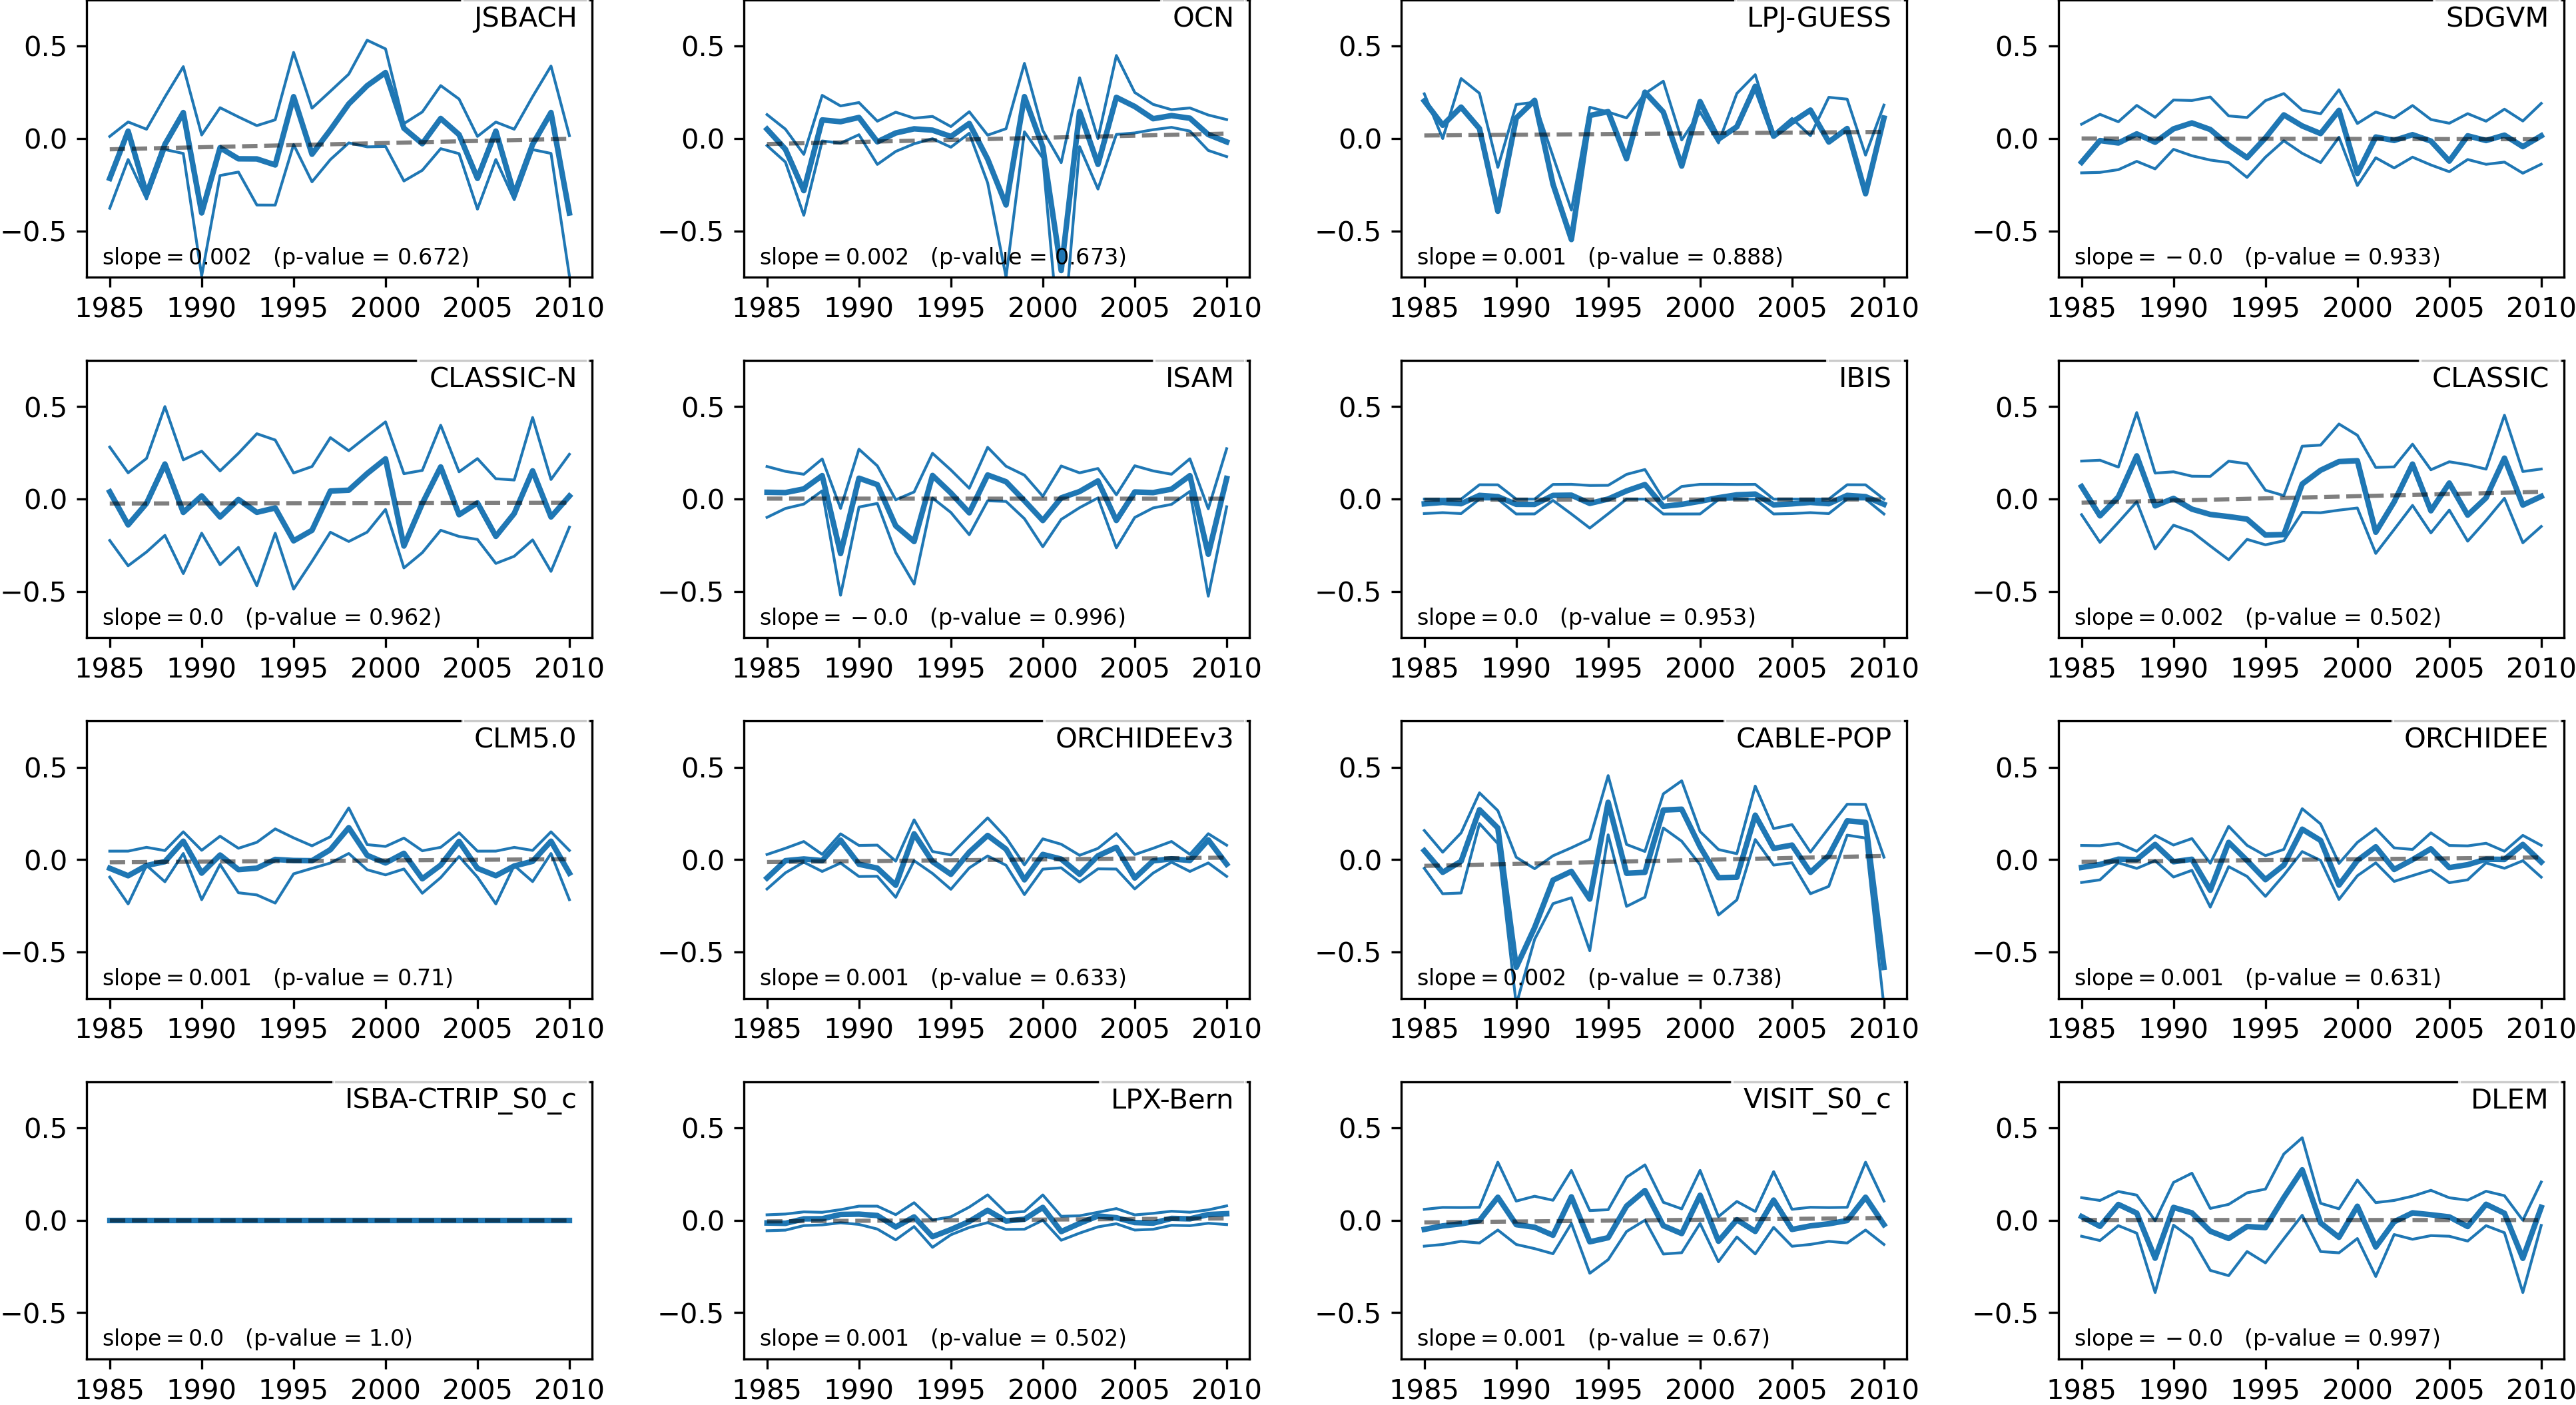 JSBACH
0.5
0.0
−0.5
slope = 0.002 (p-value = 0.672)
1985 1990 1995 2000 2005 2010
OCN
0.5
0.0
−0.5
slope = 0.002 (p-value = 0.673)
1985 1990 1995 2000 2005 2010
LPJ-GUESS
0.5
0.0
−0.5
slope = 0.001 (p-value = 0.888)
1985 1990 1995 2000 2005 2010
SDGVM
0.5
0.0
−0.5
slope = −0.0 (p-value = 0.933)
1985 1990 1995 2000 2005 2010
CLASSIC-N
0.5
0.0
−0.5
slope = 0.0 (p-value = 0.962)
1985 1990 1995 2000 2005 2010
ISAM
0.5
0.0
−0.5
slope = −0.0 (p-value = 0.996)
1985 1990 1995 2000 2005 2010
IBIS
0.5
0.0
−0.5
slope = 0.0 (p-value = 0.953)
1985 1990 1995 2000 2005 2010
CLASSIC
0.5
0.0
−0.5
slope = 0.002 (p-value = 0.502)
1985 1990 1995 2000 2005 2010
CLM5.0
0.5
0.0
−0.5
slope = 0.001 (p-value = 0.71)
1985 1990 1995 2000 2005 2010
ORCHIDEEv3
0.5
0.0
−0.5
slope = 0.001 (p-value = 0.633)
1985 1990 1995 2000 2005 2010
CABLE-POP
0.5
0.0
−0.5
slope = 0.002 (p-value = 0.738)
1985 1990 1995 2000 2005 2010
ORCHIDEE
0.5
0.0
−0.5
slope = 0.001 (p-value = 0.631)
1985 1990 1995 2000 2005 2010
ISBA-CTRIP_S0_c
0.5
0.0
−0.5
slope = 0.0 (p-value = 1.0)
1985 1990 1995 2000 2005 2010
LPX-Bern
0.5
0.0
−0.5
slope = 0.001 (p-value = 0.502)
1985 1990 1995 2000 2005 2010
VISIT_S0_c
0.5
0.0
−0.5
slope = 0.001 (p-value = 0.67)
1985 1990 1995 2000 2005 2010
DLEM
0.5
0.0
−0.5
slope = −0.0 (p-value = 0.997)
1985 1990 1995 2000 2005 2010